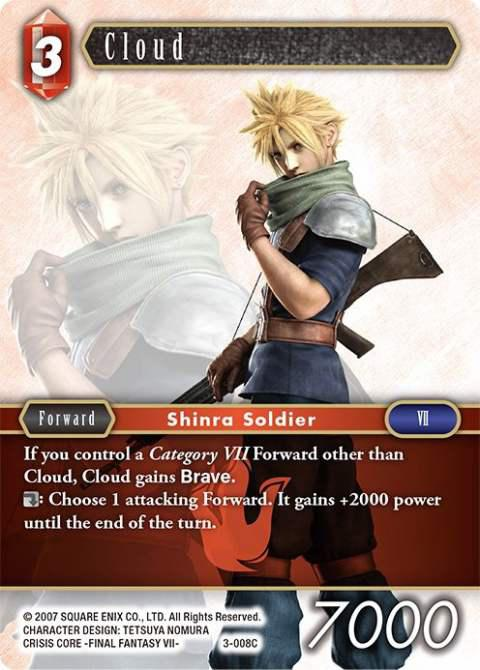 3
Cloud
Forward
Shinra Soldier
VII
If you control a Category VII Forward other than
Cloud, Cloud gains Brave.
: Choose 1 attacking Forward. It gains +2000 power
until the end of the turn.
© 2007 SQUARE ENIX CO., LTD. All Rights Reserved.
CHARACTER DESIGN: TETSUYA NOMURA
CRISIS CORE -FINAL FANTASY VII-
3-008C
7000